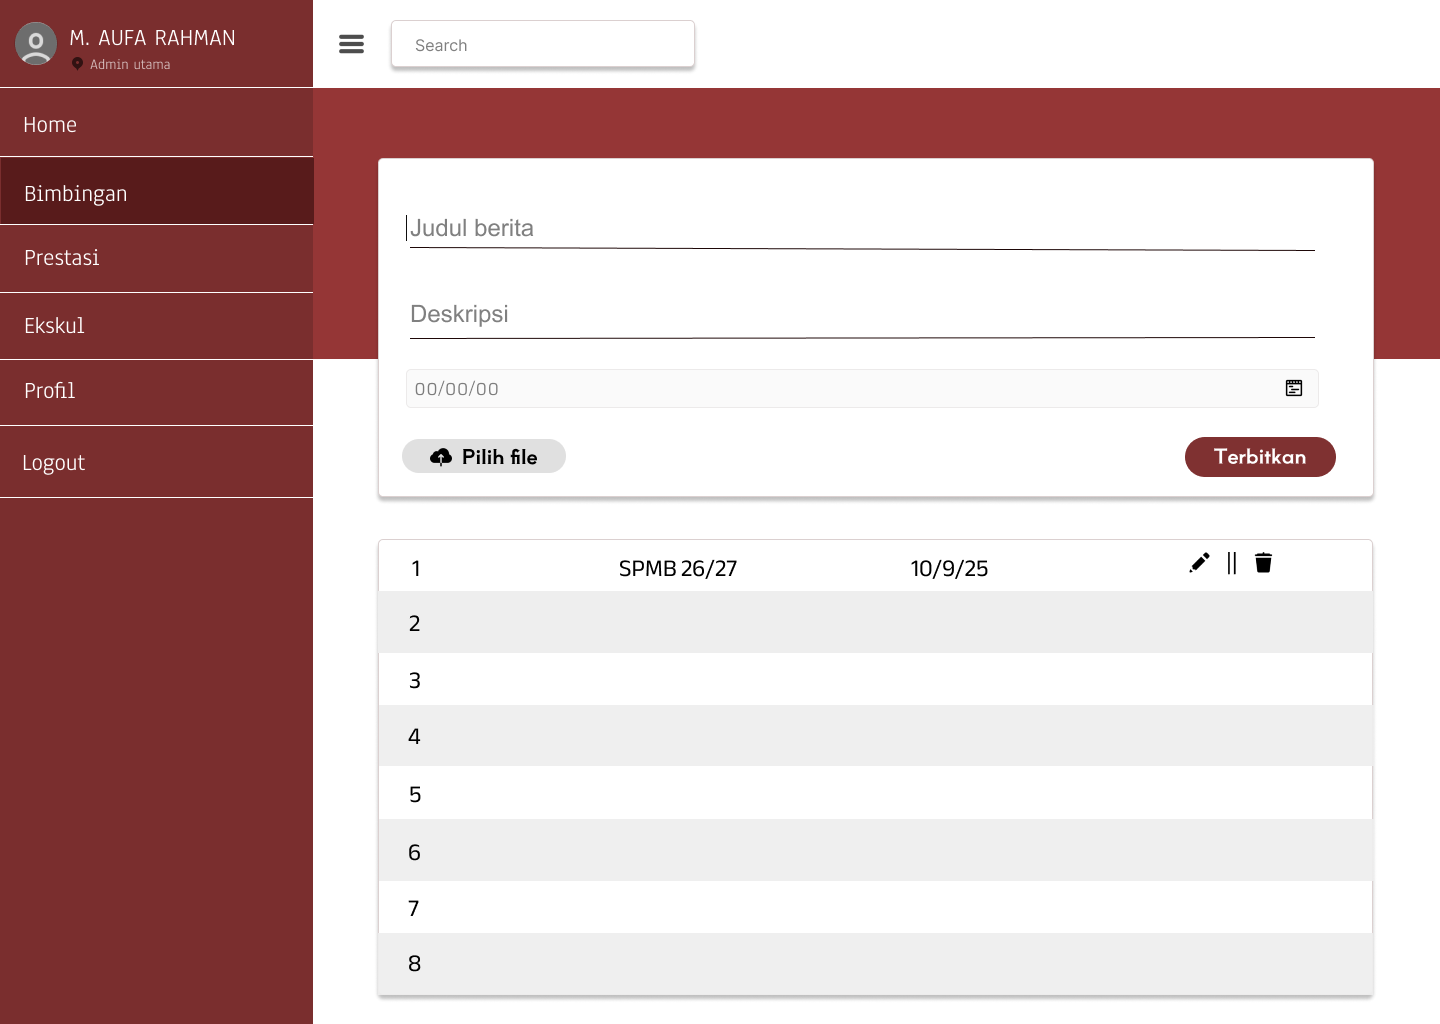 M. AUFA RAHMAN
Admin utama
Home
Bimbingan
Prestasi
Ekskul
Profil
Logout
Search
Judul berita
Deskripsi
00/00/00
Pilih file
Terbitkan
1 SPMB 26/27 10/9/25
2
3
4
5
6
7
8